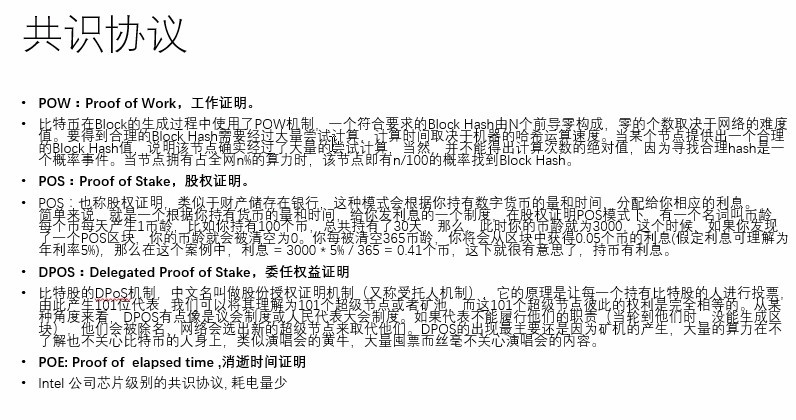 共识协议
• POW：Proof of Work，工作证明。
• 比特币在Block的生成过程中使用了POW机制，一个符合要求的Block Hash由N个前导零构成，零的个数取决于网络的难度
值。要得到合理的Block Hash需要经过大量尝试计算，计算时间取决于机器的哈希运算速度。当某个节点提供出一个合理
的Block Hash值，说明该节点确实经过了大量的尝试计算，当然，并不能得出计算次数的绝对值，因为寻找合理hash是一
个概率事件。当节点拥有占全网n%的算力时，该节点即有n/100的概率找到Block Hash。
• POS：Proof of Stake，股权证明。
• POS：也称股权证明，类似于财产储存在银行，这种模式会根据你持有数字货币的量和时间，分配给你相应的利息。
简单来说，就是一个根据你持有货币的量和时间，给你发利息的一个制度，在股权证明POS模式下，有一个名词叫币龄，
每个币每天产生1币龄，比如你持有100个币，总共持有了30天，那么，此时你的币龄就为3000，这个时候，如果你发现
了一个POS区块，你的币龄就会被清空为0。你每被清空365币龄，你将会从区块中获得0.05个币的利息(假定利息可理解为
年利率5%)，那么在这个案例中，利息 = 3000 * 5% / 365 = 0.41个币，这下就很有意思了，持币有利息。
• DPOS：Delegated Proof of Stake，委任权益证明
• 比特股的DPoS机制，中文名叫做股份授权证明机制（又称受托人机制），它的原理是让每一个持有比特股的人进行投票，
由此产生101位代表 , 我们可以将其理解为101个超级节点或者矿池，而这101个超级节点彼此的权利是完全相等的。从某
种角度来看，DPOS有点像是议会制度或人民代表大会制度。如果代表不能履行他们的职责（当轮到他们时，没能生成区
块），他们会被除名，网络会选出新的超级节点来取代他们。DPOS的出现最主要还是因为矿机的产生，大量的算力在不
了解也不关心比特币的人身上，类似演唱会的黄牛，大量囤票而丝毫不关心演唱会的内容。
• POE: Proof of  elapsed time ,消逝时间证明
• Intel 公司芯片级别的共识协议, 耗电量少